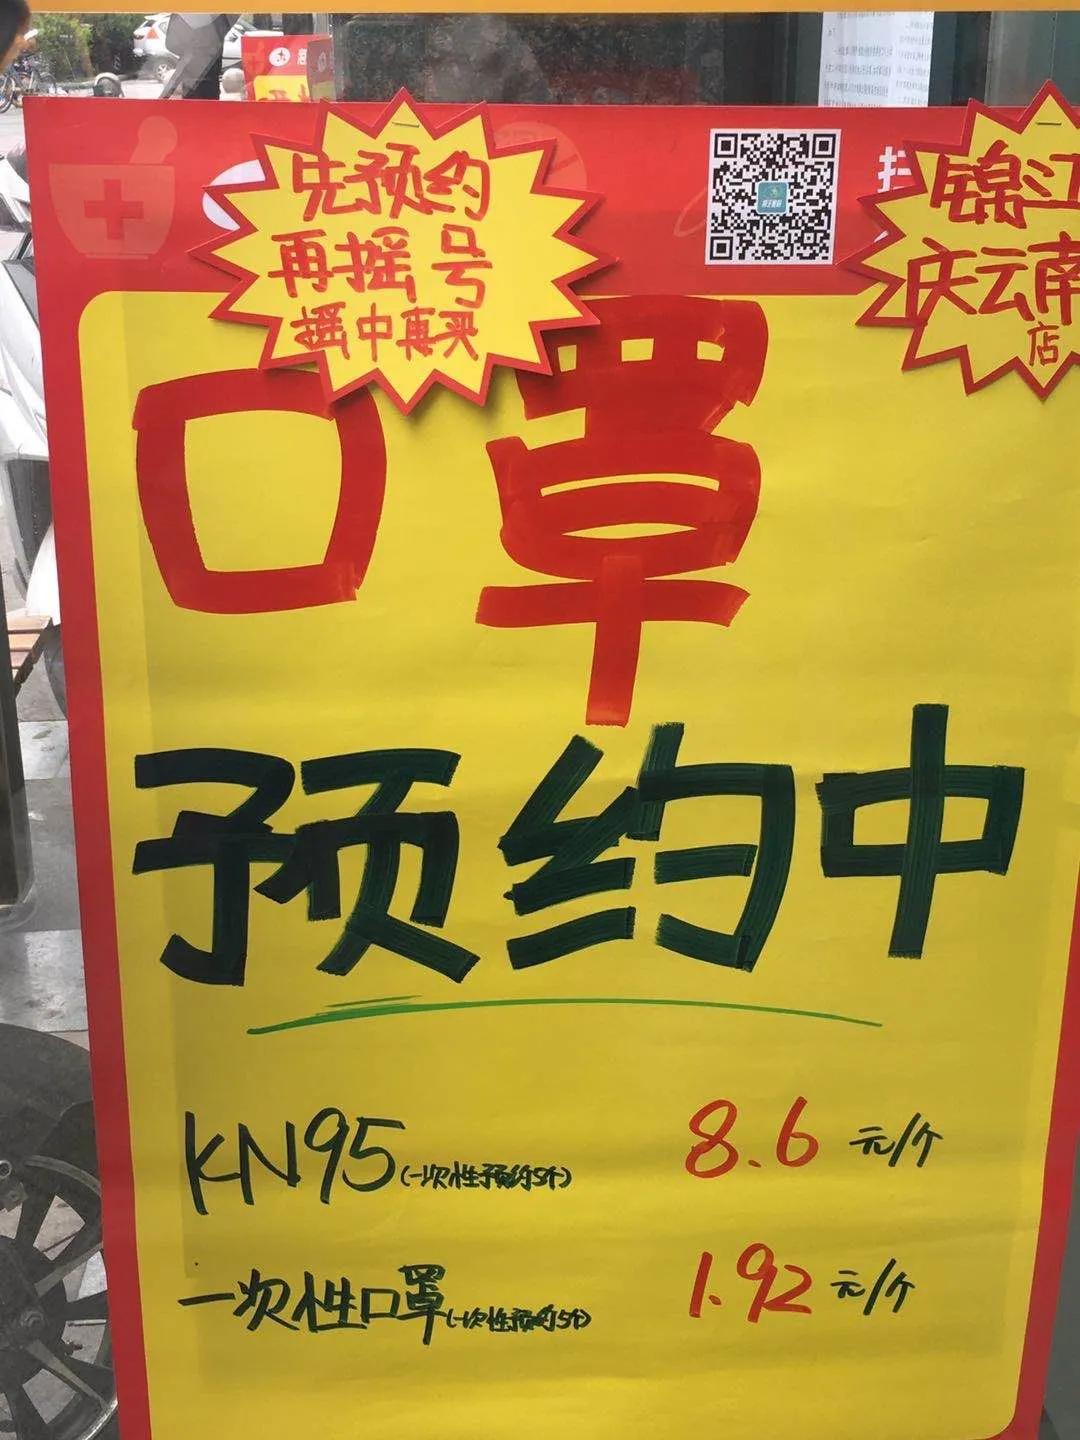 先预约
再摇号
摇中再买
扫
锦江
庆云南
店
口罩
预约中
KN95(一次性预约5个) 8.6元/个
一次性口罩(一次性预约5个) 1.92元/个